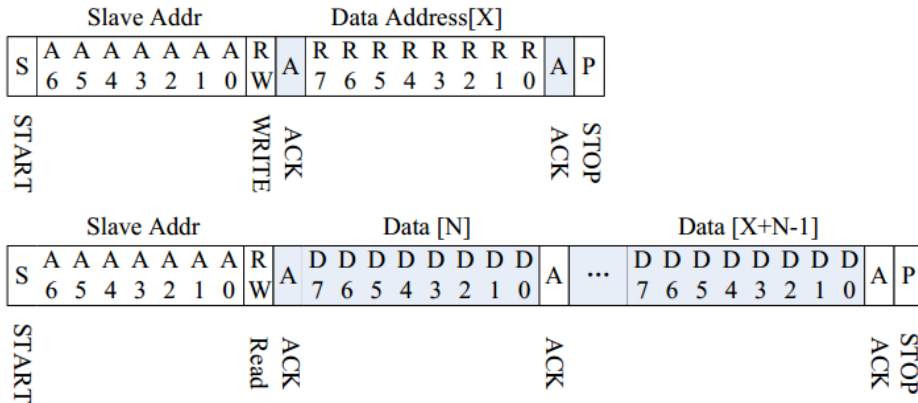 Slave Addr Data Address[X]
S A A A A A A A R A R R R R R R R R A P
6 5 4 3 2 1 0 W 7 6 5 4 3 2 1 0
START WRITE ACK ACK STOP
Slave Addr Data [N] Data [X+N-1]
S A A A A A A A R A D D D D D D D D A ... D D D D D D D D A P
6 5 4 3 2 1 0 W 7 6 5 4 3 2 1 0 7 6 5 4 3 2 1 0
START Read ACK ACK ACK STOP